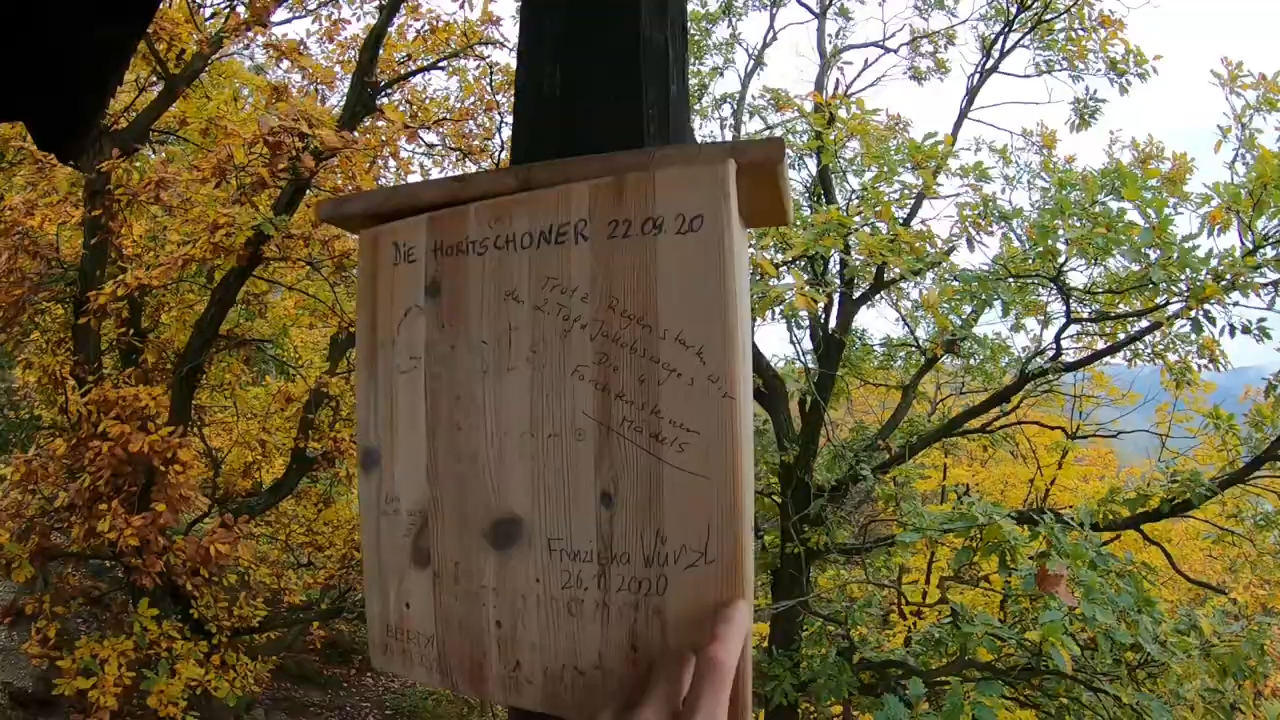 DIE HORITSCHONER 22.09.20
Trotz Regen starten wir
den 2. Tag d. Jakobsweges
Die 4
Forchtensteiner
Mädels
Franziska Würzl
26.11.2020